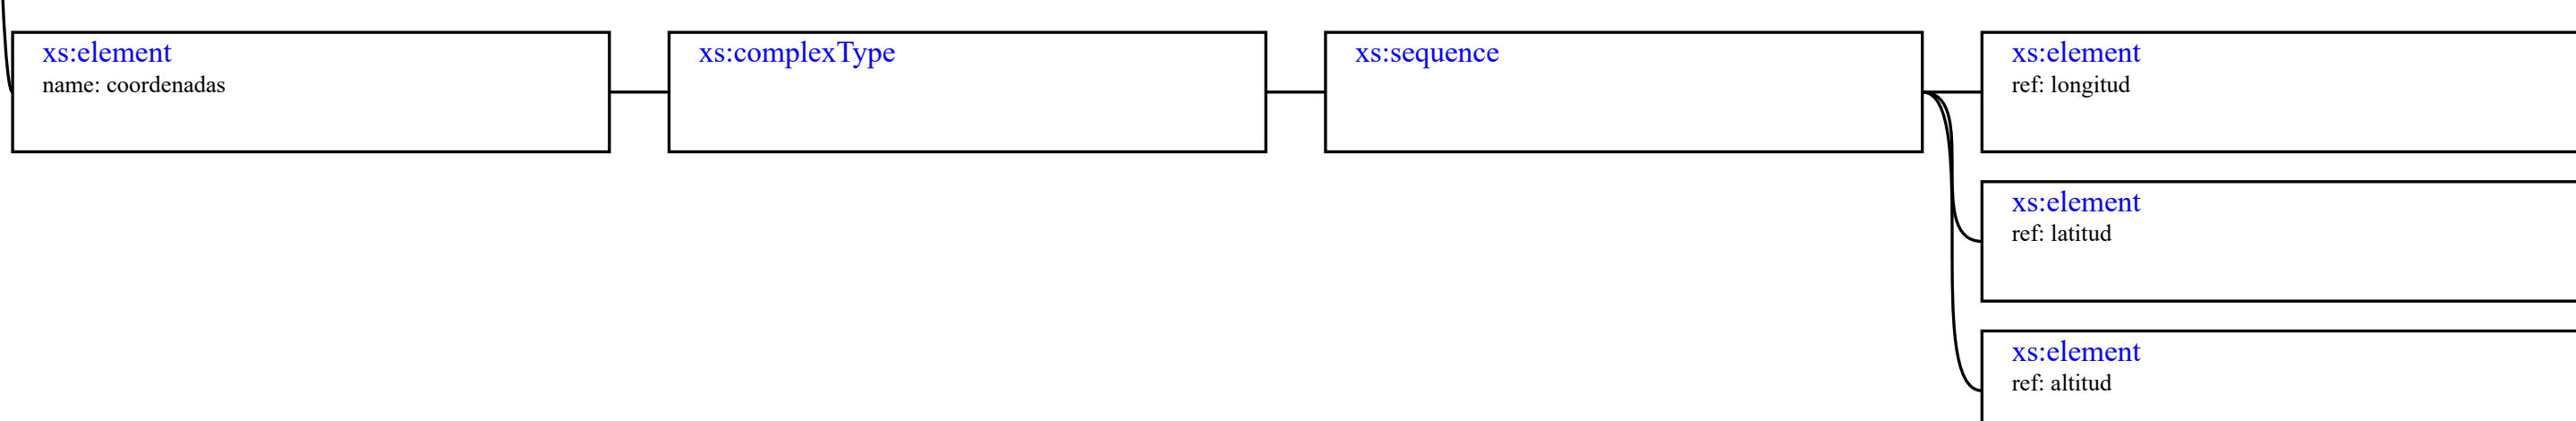 xs:element
name: coordenadas
xs:complexType
xs:sequence
xs:element
ref: longitud
xs:element
ref: latitud
xs:element
ref: altitud